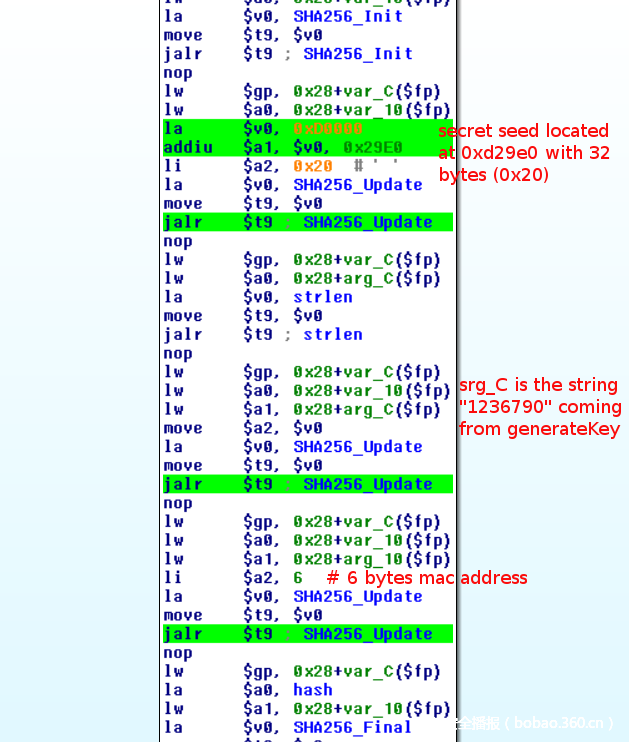 lw $a0, 0x28+var_10($fp)
la $v0, SHA256_Init
move $t9, $v0
jalr $t9 ; SHA256_Init
nop
lw $gp, 0x28+var_C($fp)
lw $a0, 0x28+var_10($fp)
la $v0, 0xD0000
addiu $a1, $v0, 0x29E0
secret seed located
at 0xd29e0 with 32
bytes (0x20)
li $a2, 0x20 # ' '
la $v0, SHA256_Update
move $t9, $v0
jalr $t9 ; SHA256_Update
nop
lw $gp, 0x28+var_C($fp)
lw $a0, 0x28+arg_C($fp)
la $v0, strlen
move $t9, $v0
jalr $t9 ; strlen
nop
lw $gp, 0x28+var_C($fp)
lw $a0, 0x28+var_10($fp)
lw $a1, 0x28+arg_C($fp)
srg_C is the string
"1236790" coming
from generateKey
move $a2, $v0
la $v0, SHA256_Update
move $t9, $v0
jalr $t9 ; SHA256_Update
nop
lw $gp, 0x28+var_C($fp)
lw $a0, 0x28+var_10($fp)
lw $a1, 0x28+arg_10($fp)
li $a2, 6 # 6 bytes mac address
la $v0, SHA256_Update
move $t9, $v0
jalr $t9 ; SHA256_Update
nop
lw $gp, 0x28+var_C($fp)
la $a0, hash
lw $a1, 0x28+var_10($fp)
la $v0, SHA256_Final
全播报（bobao.360.cn）